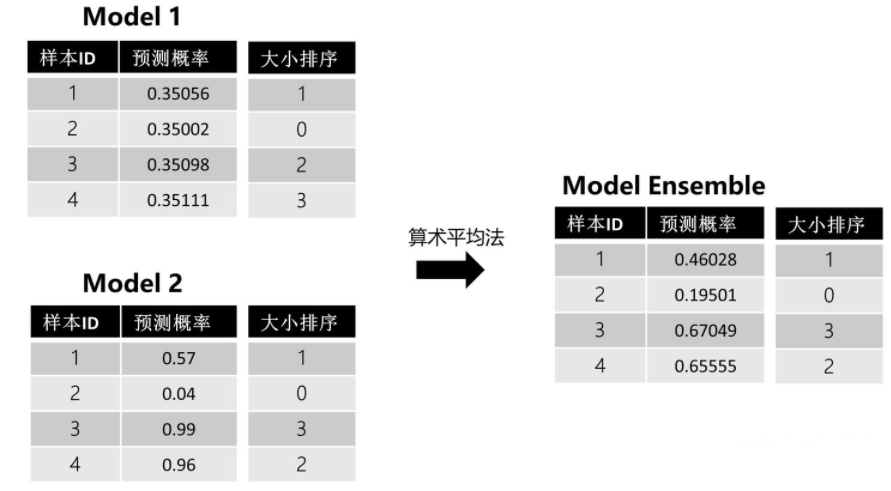 Model 1
样本ID 预测概率 大小排序
1 0.35056 1
2 0.35002 0
3 0.35098 2
4 0.35111 3
Model 2
样本ID 预测概率 大小排序
1 0.57 1
2 0.04 0
3 0.99 3
4 0.96 2
算术平均法
Model Ensemble
样本ID 预测概率 大小排序
1 0.46028 1
2 0.19501 0
3 0.67049 3
4 0.65555 2